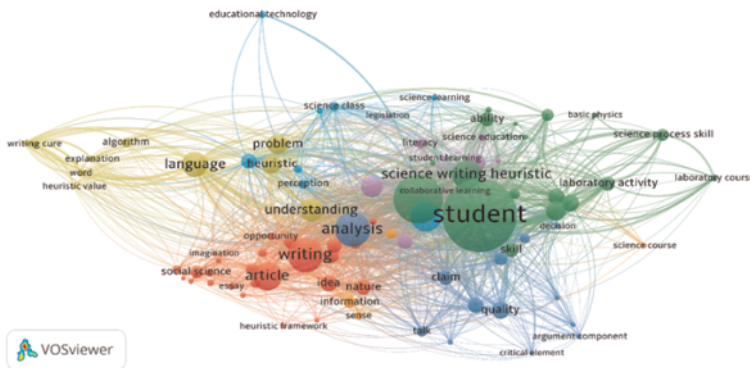 educational technology
science class
science learning
legislation
ability
basic physics
science education
science process skill
writing cure
algorithm
problem
literacy
explanation
language
heuristic
student learning
word
science writing heuristic
laboratory activity
laboratory course
heuristic value
perception
collaborative learning
understanding
student
analysis
decision
opportunity
skill
science course
imagination
writing
social science
article
claim
essay
idea
nature
information
quality
sense
heuristic framework
talk
argument component
critical element
VOSviewer